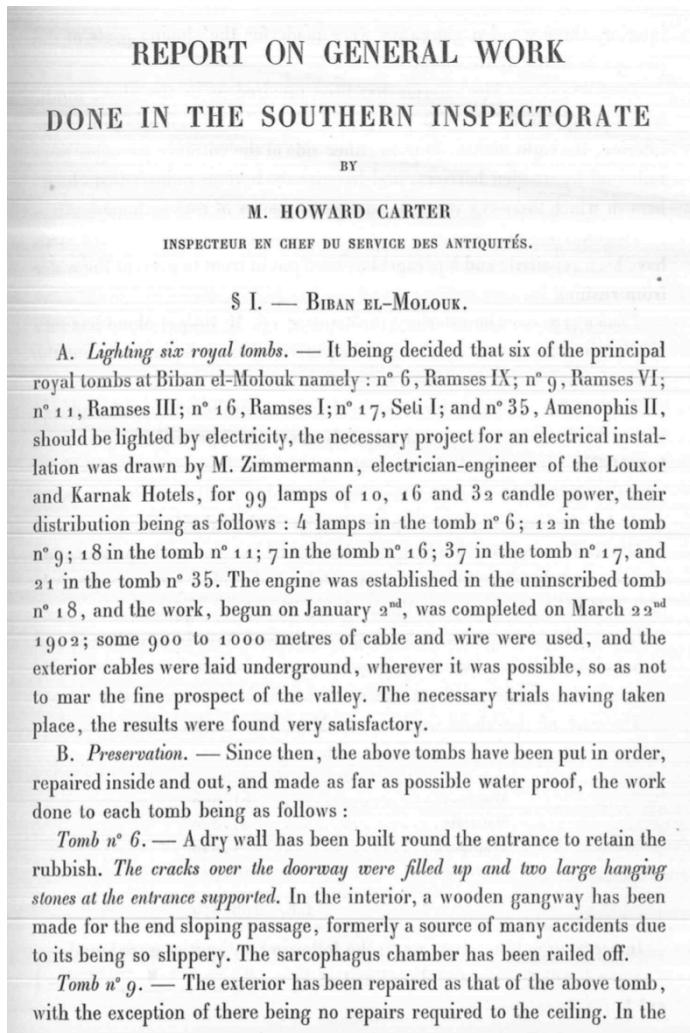 REPORT ON GENERAL WORK
DONE IN THE SOUTHERN INSPECTORATE
BY
M. HOWARD CARTER
INSPECTEUR EN CHEF DU SERVICE DES ANTIQUITÉS.
§ I. — BIBAN EL-MOLOUK.
A. Lighting six royal tombs. — It being decided that six of the principal
royal tombs at Biban el-Molouk namely : n° 6, Ramses IX; n° 9, Ramses VI;
n° 11, Ramses III; n° 16, Ramses I; n° 17, Seti I; and n° 35, Amenophis II,
should be lighted by electricity, the necessary project for an electrical instal-
lation was drawn by M. Zimmermann, electrician-engineer of the Louxor
and Karnak Hotels, for 99 lamps of 10, 16 and 32 candle power, their
distribution being as follows : 4 lamps in the tomb n° 6; 12 in the tomb
n° 9; 18 in the tomb n° 11; 7 in the tomb n° 16; 37 in the tomb n° 17, and
21 in the tomb n° 35. The engine was established in the uninscribed tomb
n° 18, and the work, begun on January 2nd, was completed on March 22nd
1902; some 900 to 1000 metres of cable and wire were used, and the
exterior cables were laid underground, wherever it was possible, so as not
to mar the fine prospect of the valley. The necessary trials having taken
place, the results were found very satisfactory.
B. Preservation. — Since then, the above tombs have been put in order,
repaired inside and out, and made as far as possible water proof, the work
done to each tomb being as follows :
Tomb n° 6. — A dry wall has been built round the entrance to retain the
rubbish. The cracks over the doorway were filled up and two large hanging
stones at the entrance supported. In the interior, a wooden gangway has been
made for the end sloping passage, formerly a source of many accidents due
to its being so slippery. The sarcophagus chamber has been railed off.
Tomb n° 9. — The exterior has been repaired as that of the above tomb,
with the exception of there being no repairs required to the ceiling. In the